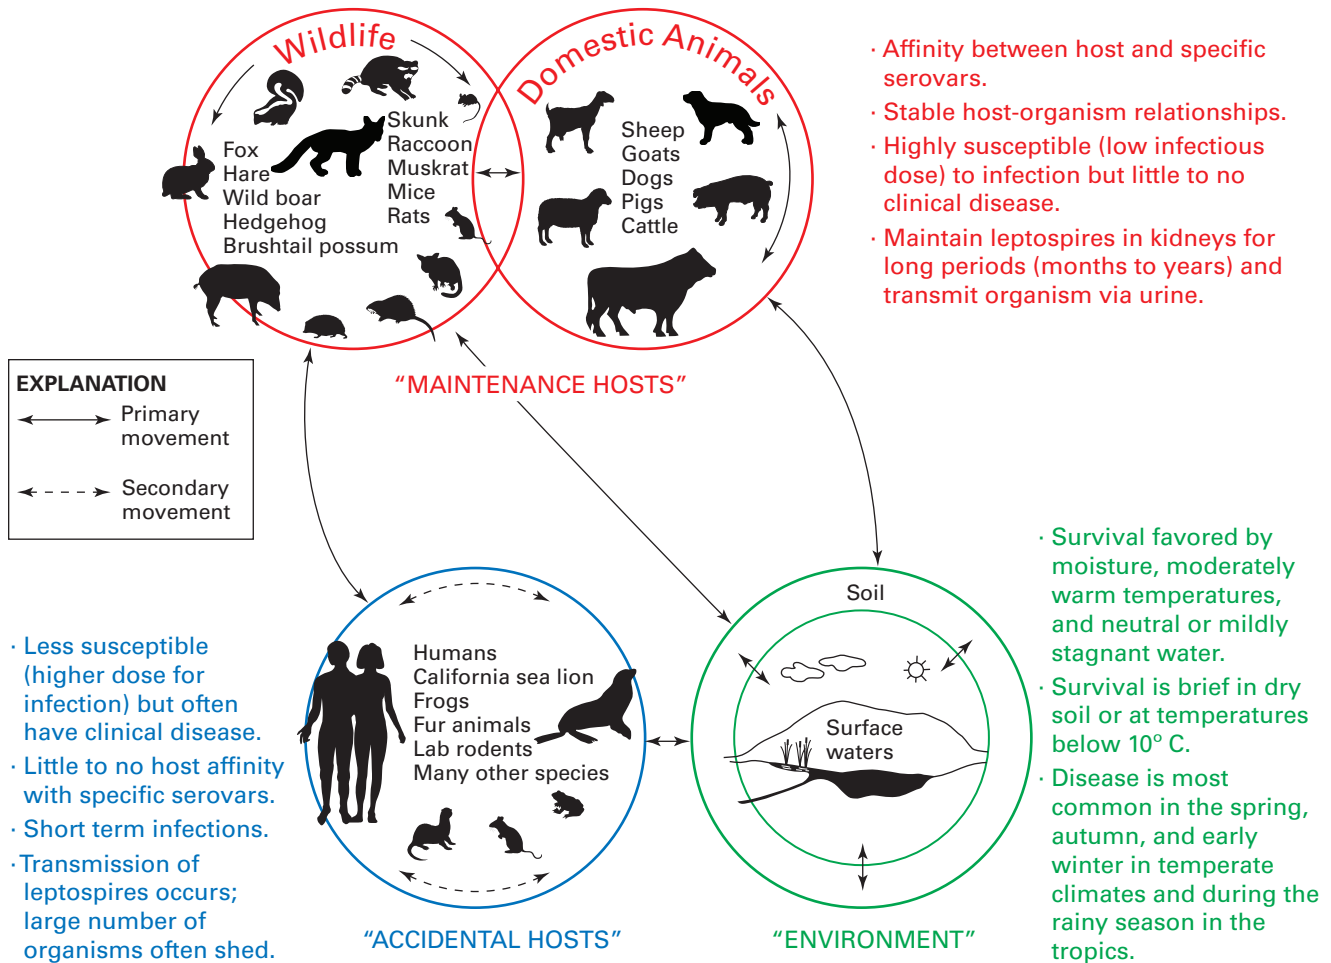 Wildlife
Domestic Animals
Skunk
Raccoon
Muskrat
Mice
Rats
Fox
Hare
Wild boar
Hedgehog
Brushtail possum
Sheep
Goats
Dogs
Pigs
Cattle
· Affinity between host and specific
serovars.
· Stable host-organism relationships.
· Highly susceptible (low infectious
dose) to infection but little to no
clinical disease.
· Maintain leptospires in kidneys for
long periods (months to years) and
transmit organism via urine.
“MAINTENANCE HOSTS”
EXPLANATION
Primary
movement
Secondary
movement
· Less susceptible
(higher dose for
infection) but often
have clinical disease.
· Little to no host affinity
with specific serovars.
· Short term infections.
· Transmission of
leptospires occurs;
large number of
organisms often shed.
Humans
California sea lion
Frogs
Fur animals
Lab rodents
Many other species
“ACCIDENTAL HOSTS”
Soil
Surface
waters
“ENVIRONMENT”
· Survival favored by
moisture, moderately
warm temperatures,
and neutral or mildly
stagnant water.
· Survival is brief in dry
soil or at temperatures
below 10º C.
· Disease is most
common in the spring,
autumn, and early
winter in temperate
climates and during the
rainy season in the
tropics.